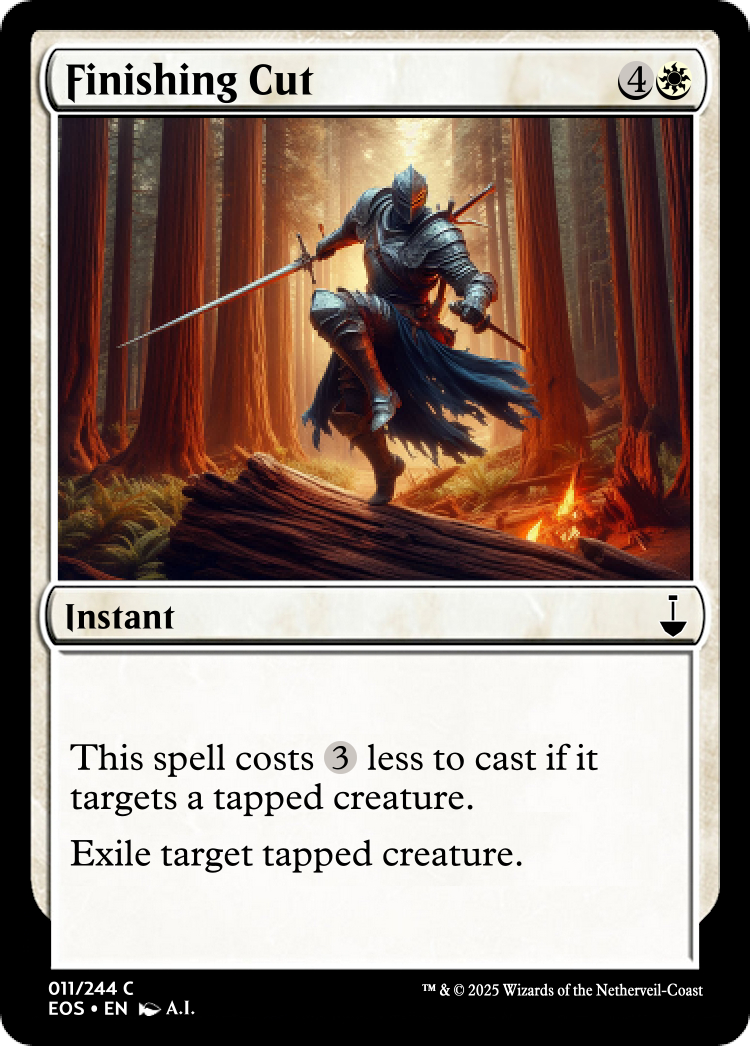 Finishing Cut 4
Instant
This spell costs 3 less to cast if it
targets a tapped creature.
Exile target tapped creature.
011/244 C
EOS • EN A.I.
™ & © 2025 Wizards of the Netherveil-Coast